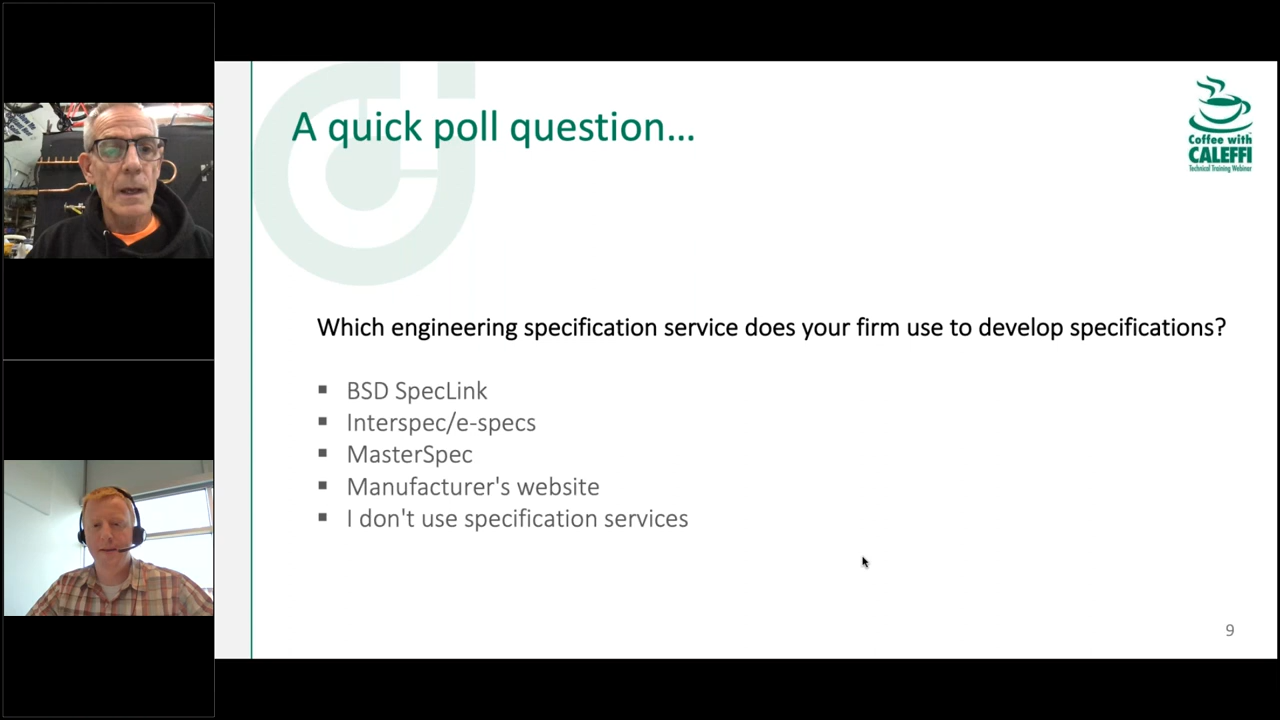 A quick poll question...
Coffee with
CALEFFI
Technical Training Webinar
Which engineering specification service does your firm use to develop specifications?
▪ BSD SpecLink
▪ Interspec/e-specs
▪ MasterSpec
▪ Manufacturer's website
▪ I don't use specification services
9